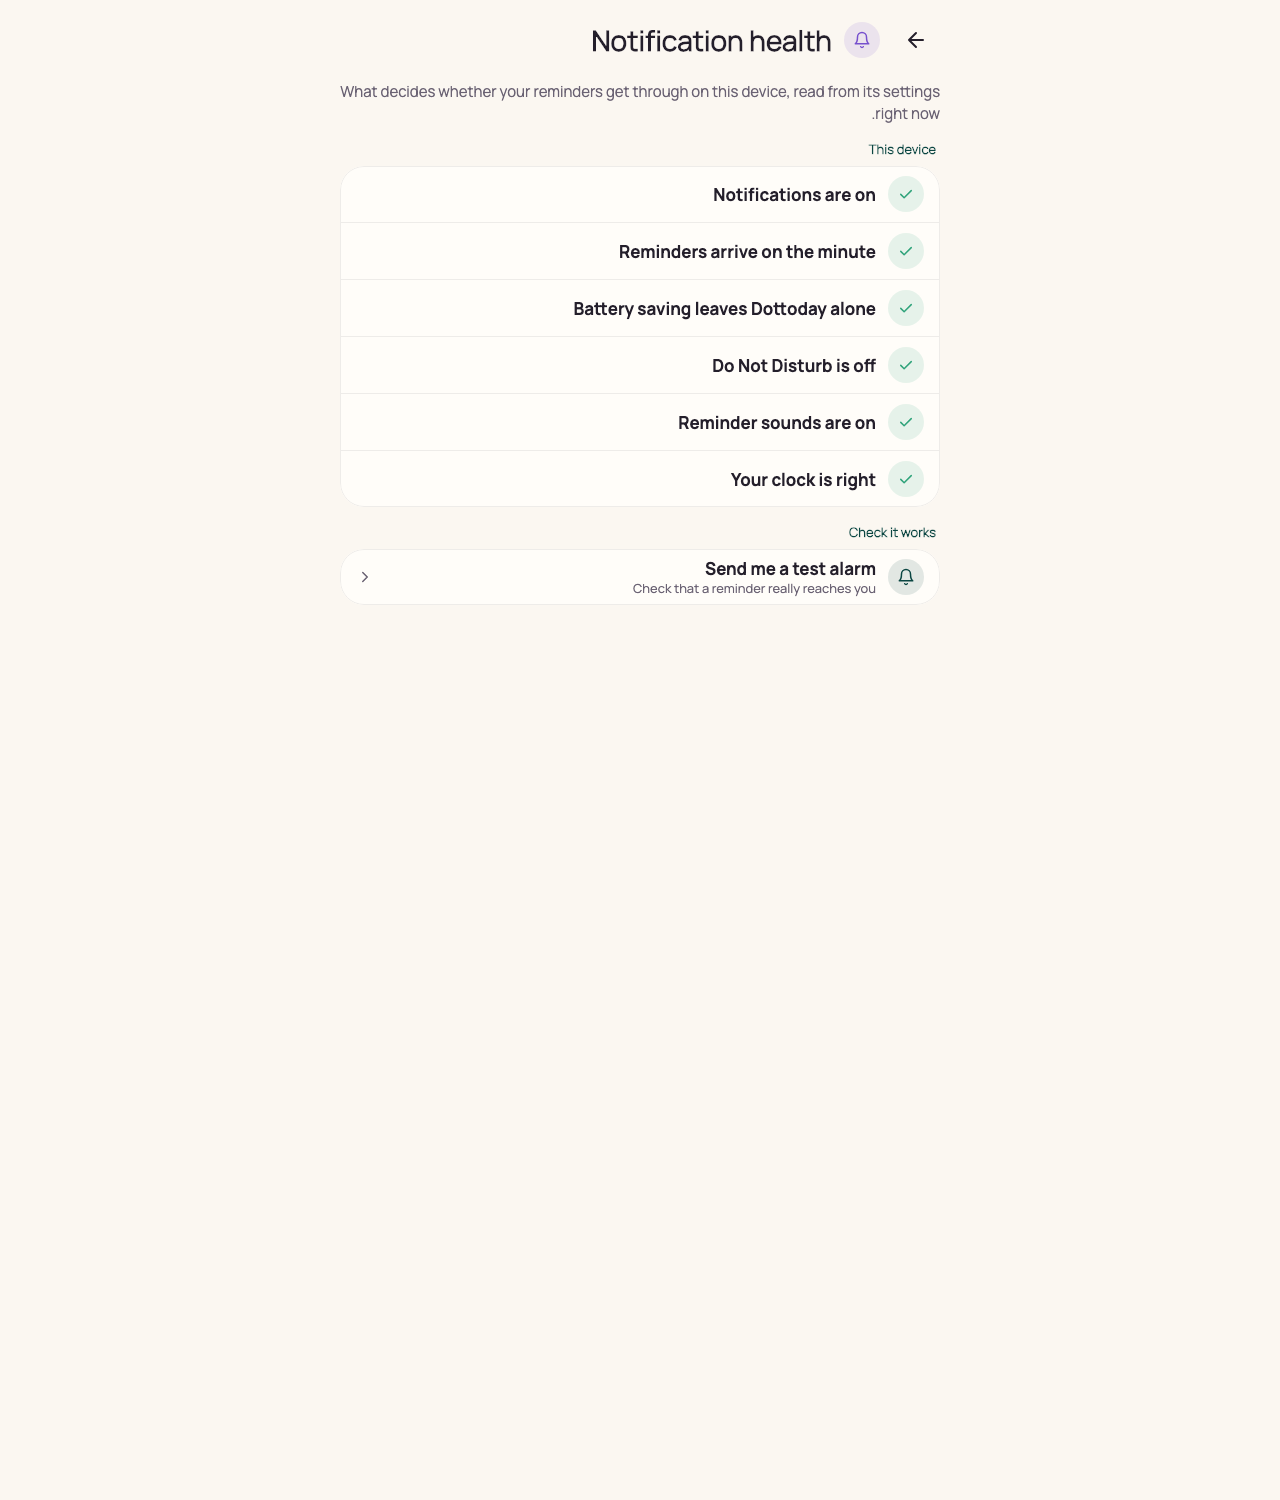 Notification health
What decides whether your reminders get through on this device, read from its settings
right now.
This device
Notifications are on
Reminders arrive on the minute
Battery saving leaves Dottoday alone
Do Not Disturb is off
Reminder sounds are on
Your clock is right
Check it works
Send me a test alarm
Check that a reminder really reaches you